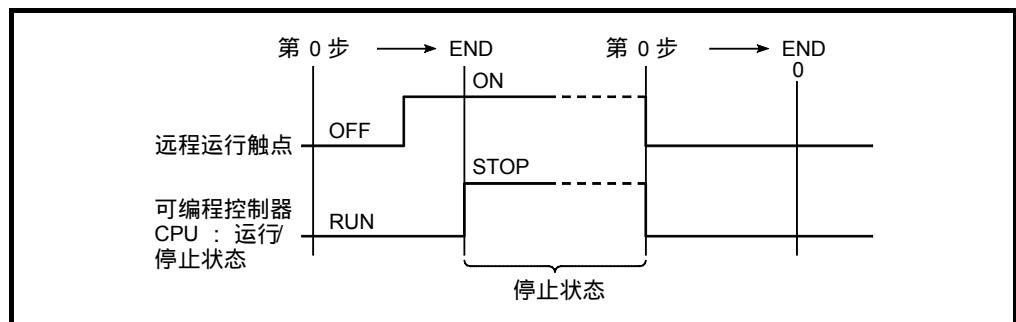 第 0 步 → END 第 0 步 → END
0
ON
OFF
远程运行触点
STOP
可编程控制器
RUN
CPU : 运行/
停止状态
停止状态